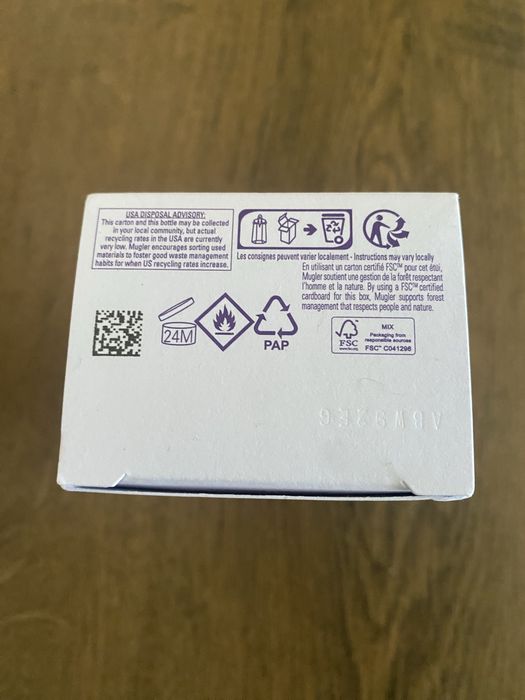 USA DISPOSAL ADVISORY:
This carton and this bottle may be collected
in your local community, but actual
recycling rates in the USA are currently
very low. Mugler encourages sorting used
materials to foster good waste management
habits for when US recycling rates increase.
Les consignes peuvent varier localement - Instructions may vary locally
En utilisant un carton certifié FSC™ pour cet étui,
Mugler soutient une gestion de la forêt respectant
l'homme et la nature. By using a FSC™ certified
cardboard for this box, Mugler supports forest
management that respects people and nature.
24M
PAP
FSC
www.fsc.org
MIX
Packaging from
responsible sources
FSC™ C041296
ABW92EG